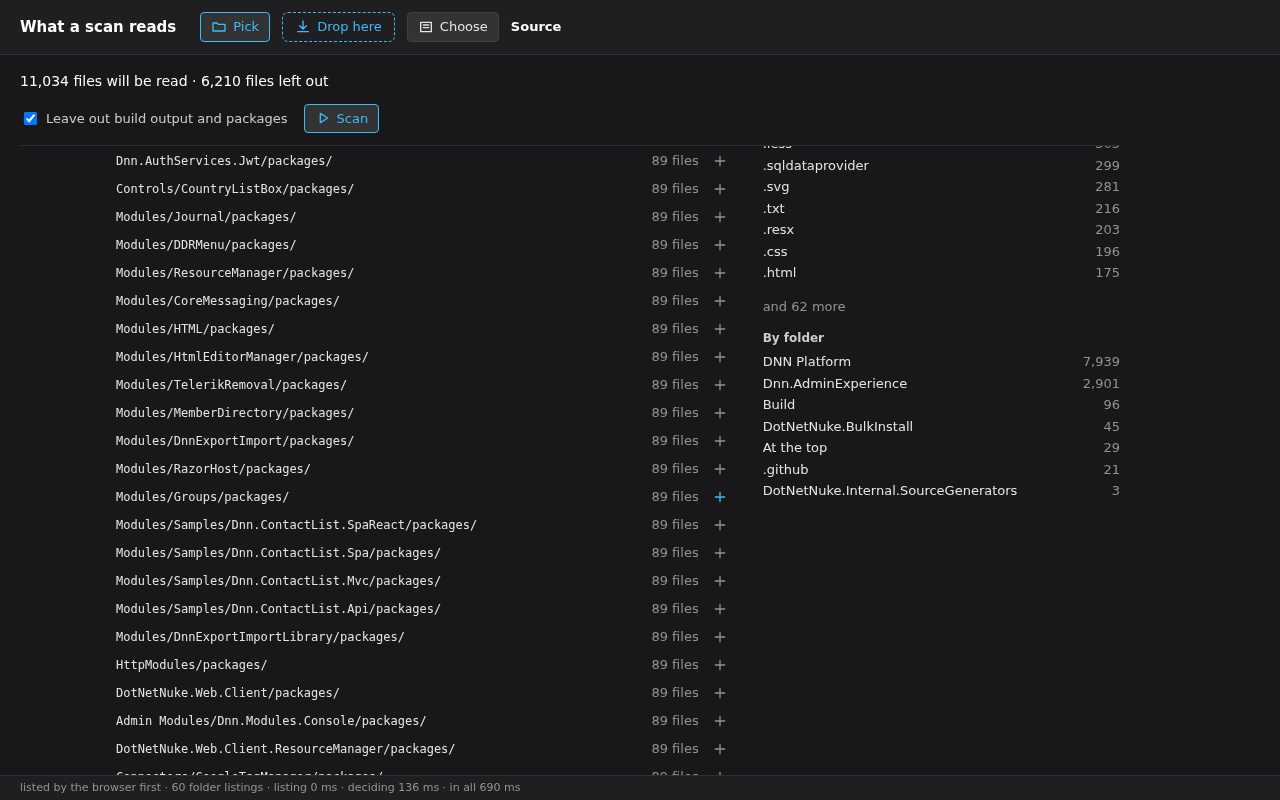 What a scan reads Pick Drop here Choose Source
11,034 files will be read · 6,210 files left out
Leave out build output and packages Scan
Dnn.AuthServices.Jwt/packages/ 89 files
Controls/CountryListBox/packages/ 89 files
Modules/Journal/packages/ 89 files
Modules/DDRMenu/packages/ 89 files
Modules/ResourceManager/packages/ 89 files
Modules/CoreMessaging/packages/ 89 files
Modules/HTML/packages/ 89 files
Modules/HtmlEditorManager/packages/ 89 files
Modules/TelerikRemoval/packages/ 89 files
Modules/MemberDirectory/packages/ 89 files
Modules/DnnExportImport/packages/ 89 files
Modules/RazorHost/packages/ 89 files
Modules/Groups/packages/ 89 files
Modules/Samples/Dnn.ContactList.SpaReact/packages/ 89 files
Modules/Samples/Dnn.ContactList.Spa/packages/ 89 files
Modules/Samples/Dnn.ContactList.Mvc/packages/ 89 files
Modules/Samples/Dnn.ContactList.Api/packages/ 89 files
Modules/DnnExportImportLibrary/packages/ 89 files
HttpModules/packages/ 89 files
DotNetNuke.Web.Client/packages/ 89 files
Admin Modules/Dnn.Modules.Console/packages/ 89 files
DotNetNuke.Web.Client.ResourceManager/packages/ 89 files
.sqldataprovider 299
.svg 281
.txt 216
.resx 203
.css 196
.html 175
and 62 more
By folder
DNN Platform 7,939
Dnn.AdminExperience 2,901
Build 96
DotNetNuke.BulkInstall 45
At the top 29
.github 21
DotNetNuke.Internal.SourceGenerators 3
listed by the browser first · 60 folder listings · listing 0 ms · deciding 136 ms · in all 690 ms